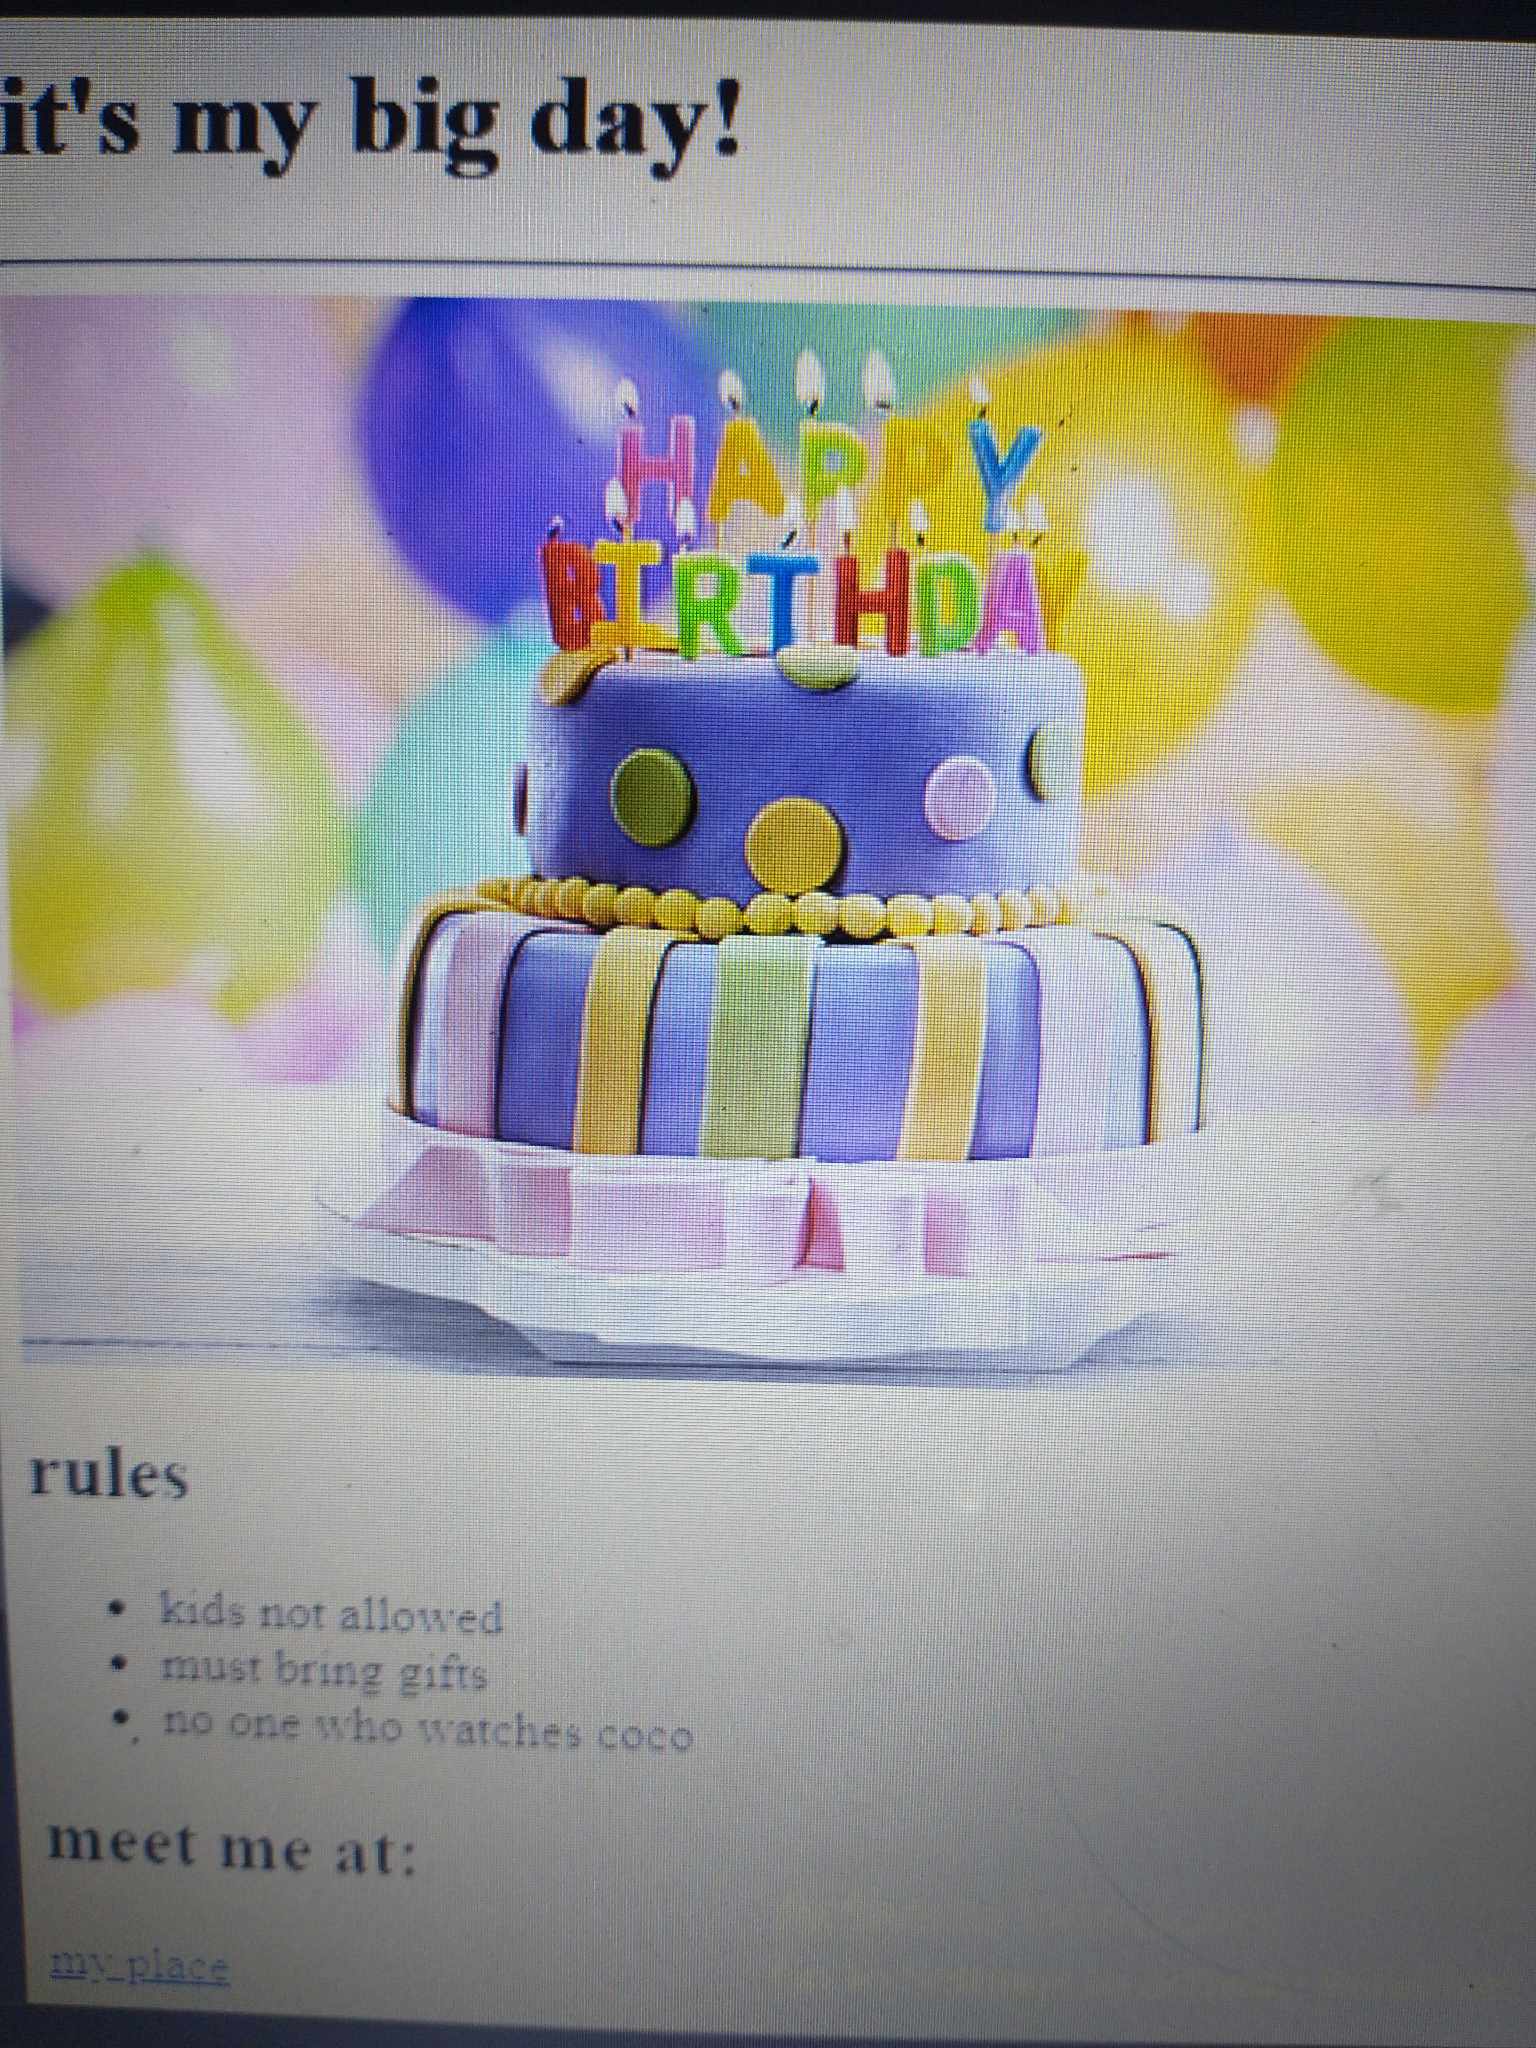 it's my big day!
HAPPY
BIRTHDAY
rules
kids not allowed
must bring gifts
no one who watches coco
meet me at:
my place